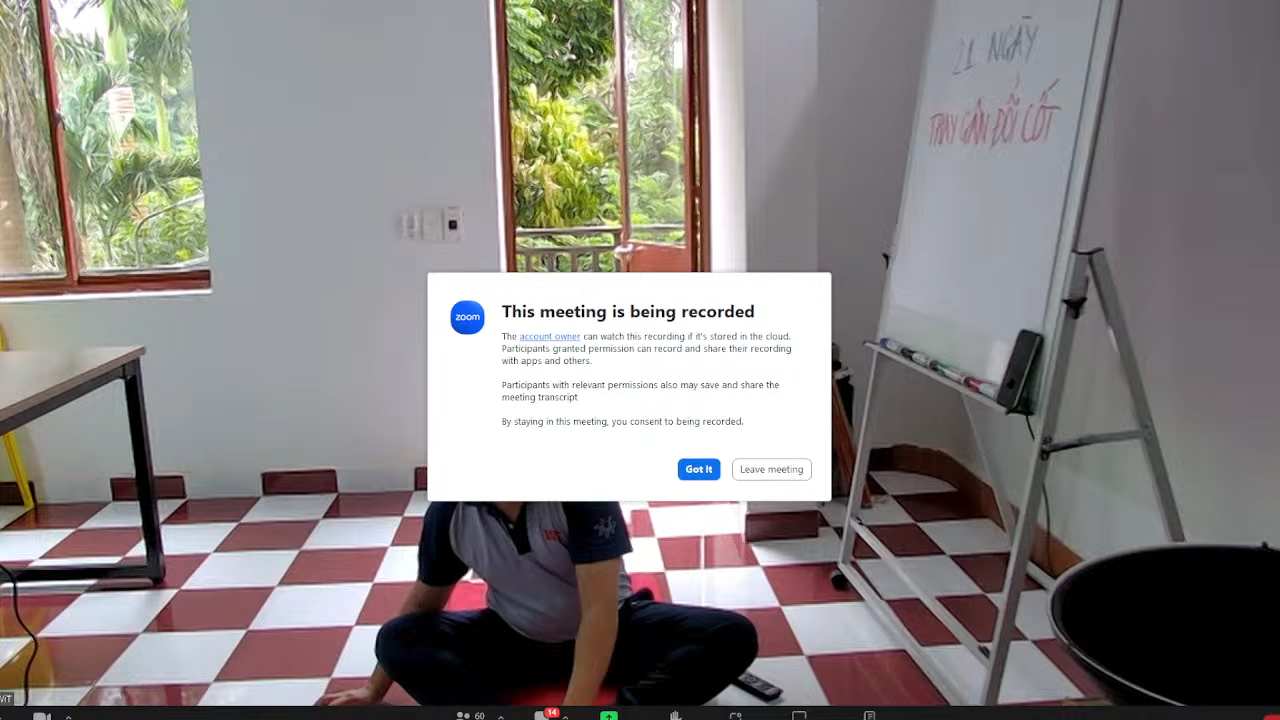 21 NGÀY
THAY GÂN ĐỔI CỐT
zoom
This meeting is being recorded
The account owner can watch this recording if it's stored in the cloud.
Participants granted permission can record and share their recording
with apps and others.
Participants with relevant permissions also may save and share the
meeting transcript
By staying in this meeting, you consent to being recorded.
Got it
Leave meeting
60
14